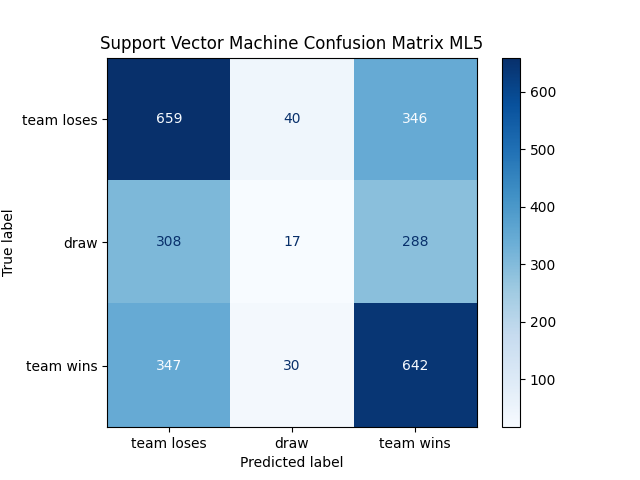 Support Vector Machine Confusion Matrix ML5
True label
team loses
draw
team wins
659 40 346
308 17 288
347 30 642
team loses draw team wins
Predicted label
600
500
400
300
200
100